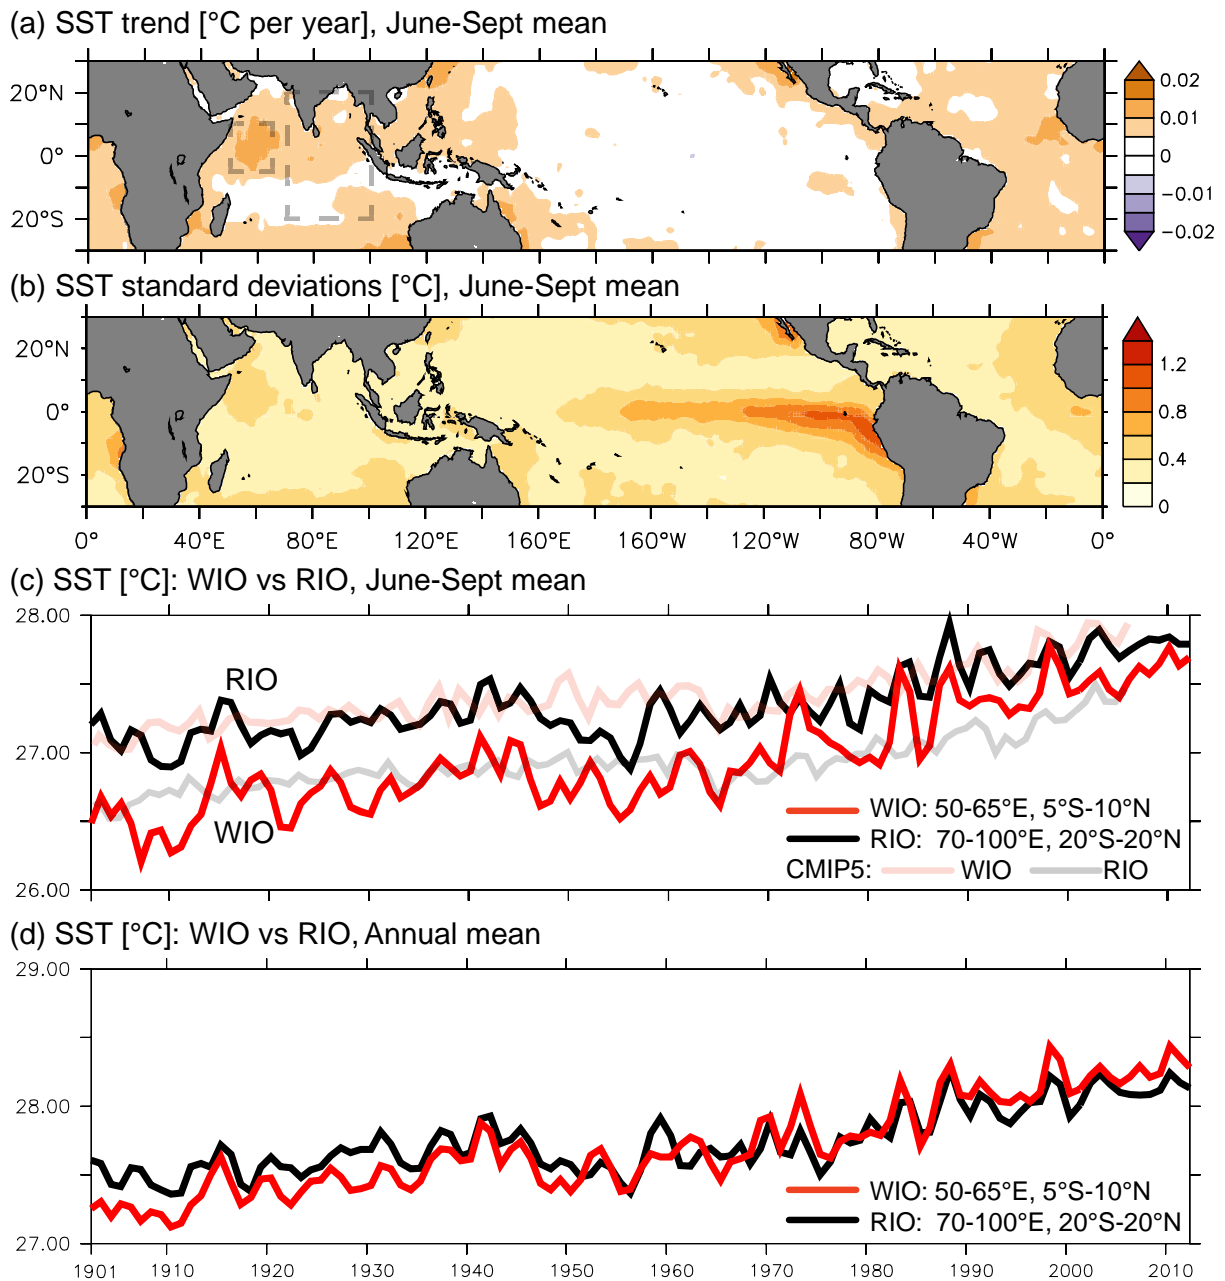 (a) SST trend [°C per year], June-Sept mean
20°N
0°
20°S
0.02
0.01
0
−0.01
−0.02
(b) SST standard deviations [°C], June-Sept mean
20°N
0°
20°S
1.2
0.8
0.4
0
0° 40°E 80°E 120°E 160°E 160°W 120°W 80°W 40°W 0°
(c) SST [°C]: WIO vs RIO, June-Sept mean
28.00
27.00
26.00
RIO
WIO
WIO: 50-65°E, 5°S-10°N
RIO: 70-100°E, 20°S-20°N
CMIP5: WIO RIO
(d) SST [°C]: WIO vs RIO, Annual mean
29.00
28.00
27.00
WIO: 50-65°E, 5°S-10°N
RIO: 70-100°E, 20°S-20°N
1901 1910 1920 1930 1940 1950 1960 1970 1980 1990 2000 2010